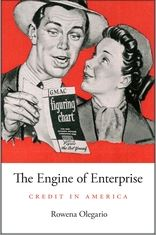 GMAC
figuring
chart
The Engine of Enterprise
CREDIT IN AMERICA
Rowena Olegario